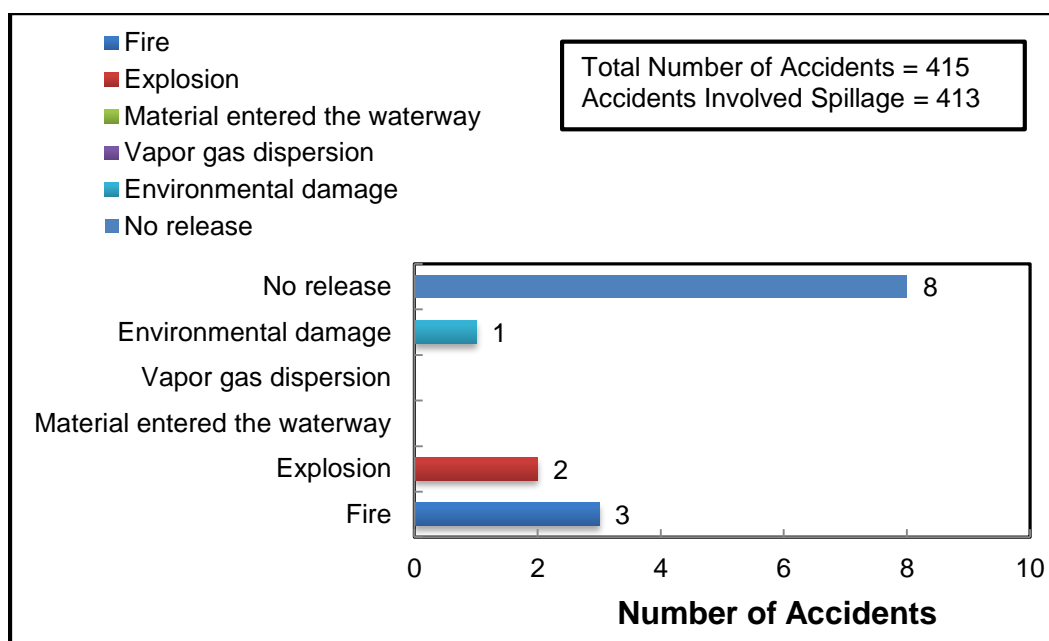 Fire
Explosion
Material entered the waterway
Vapor gas dispersion
Environmental damage
No release
Total Number of Accidents = 415
Accidents Involved Spillage = 413
No release
8
Environmental damage
1
Vapor gas dispersion
Material entered the waterway
Explosion
2
Fire
3
0 2 4 6 8 10
Number of Accidents